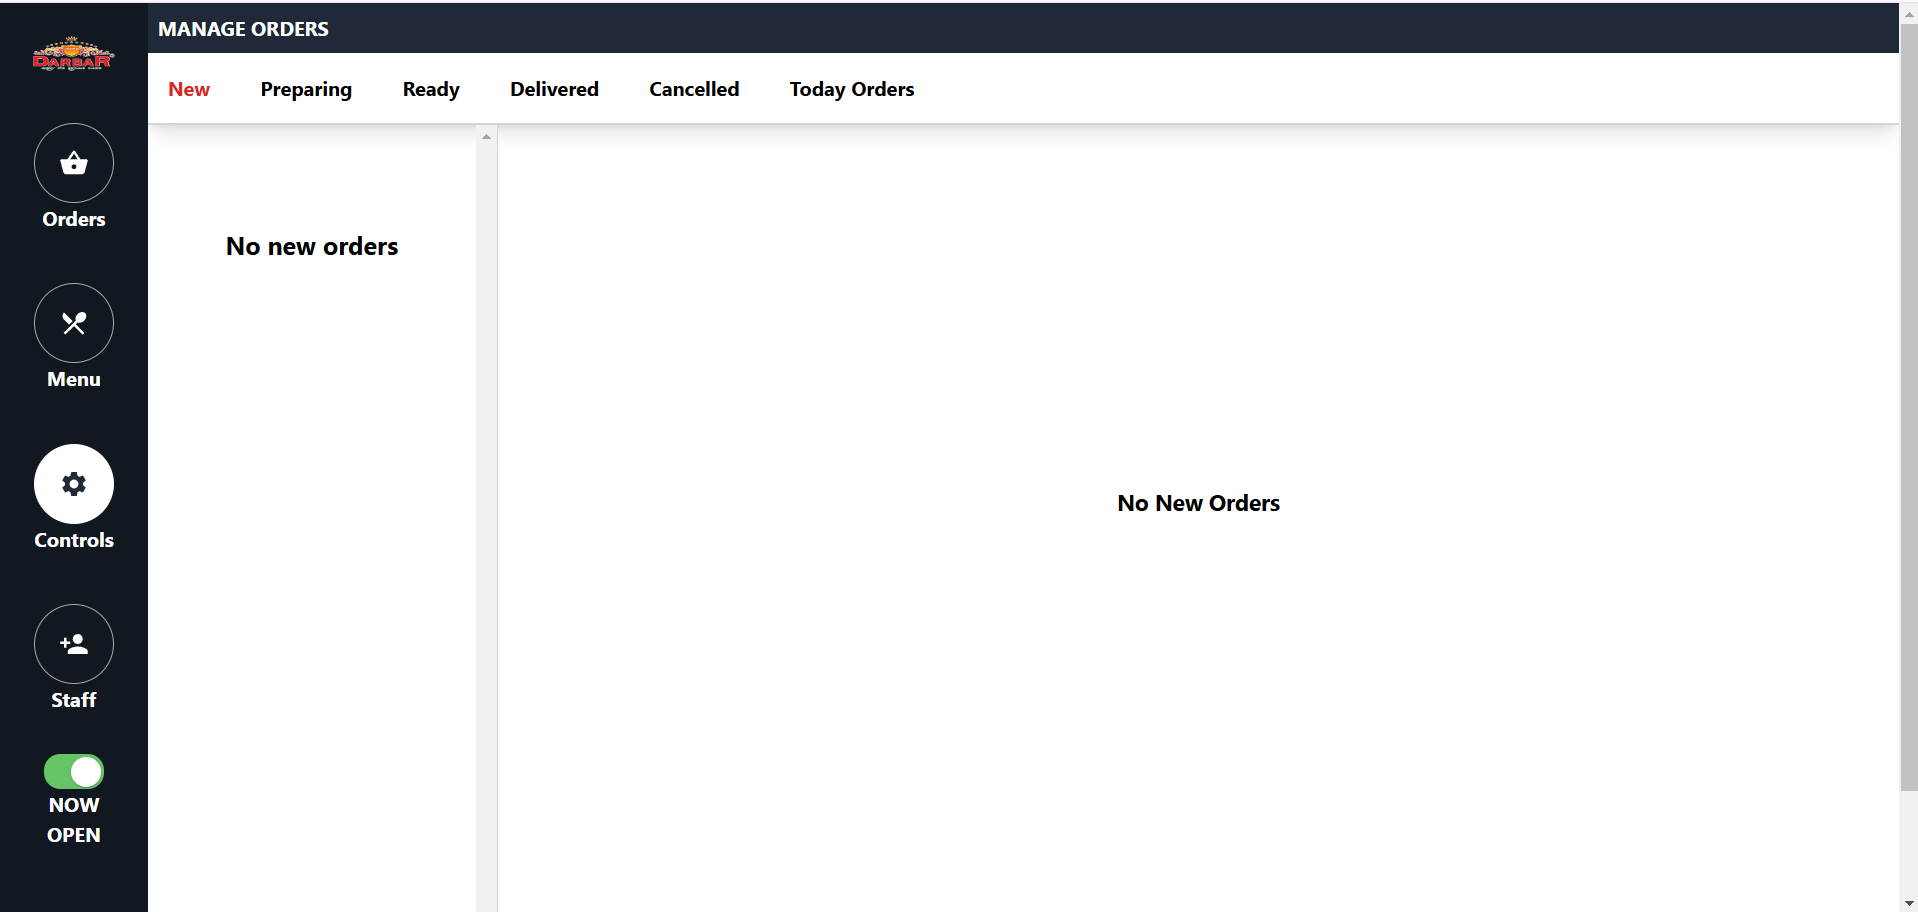 MANAGE ORDERS
DARBAR
New
Preparing
Ready
Delivered
Cancelled
Today Orders
Orders
Menu
Controls
Staff
NOW
OPEN
No new orders
No New Orders